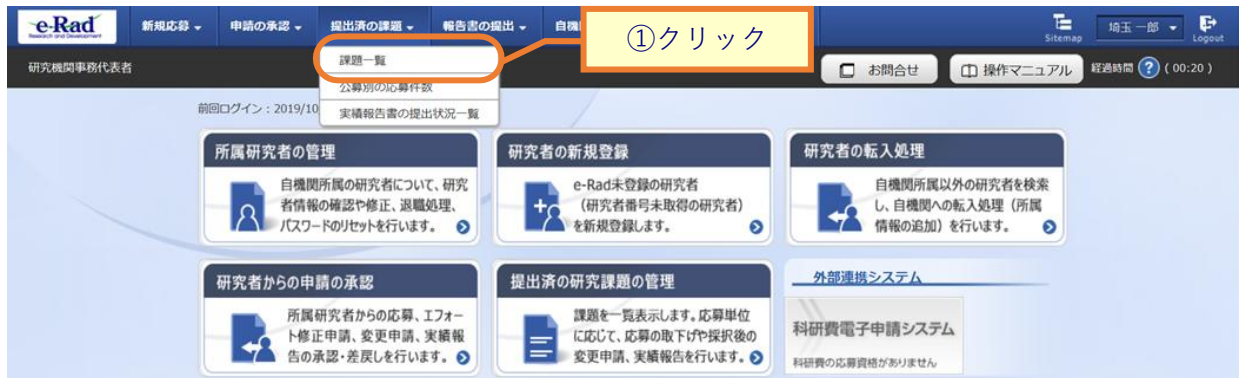 e-Rad
Research and Development
新規応募
申請の承認
提出済の課題
報告書の提出
自機
①クリック
Sitemap
埼玉 一郎
Logout
研究機関事務代表者
課題一覧
公募別の応募件数
実績報告書の提出状況一覧
お問合せ
操作マニュアル
経過時間 ? ( 00:20 )
前回ログイン：2019/10
所属研究者の管理
自機関所属の研究者について、研究
者情報の確認や修正、退職処理、
パスワードのリセットを行います。
研究者の新規登録
e-Rad未登録の研究者
（研究者番号未取得の研究者）
を新規登録します。
研究者の転入処理
自機関所属以外の研究者を検索
し、自機関への転入処理（所属
情報の追加）を行います。
研究者からの申請の承認
所属研究者からの応募、エフォー
ト修正申請、変更申請、実績報
告の承認・差戻しを行います。
提出済の研究課題の管理
課題を一覧表示します。応募単位
に応じて、応募の取下げや採択後の
変更申請、実績報告を行います。
外部連携システム
科研費電子申請システム
科研費の応募資格がありません